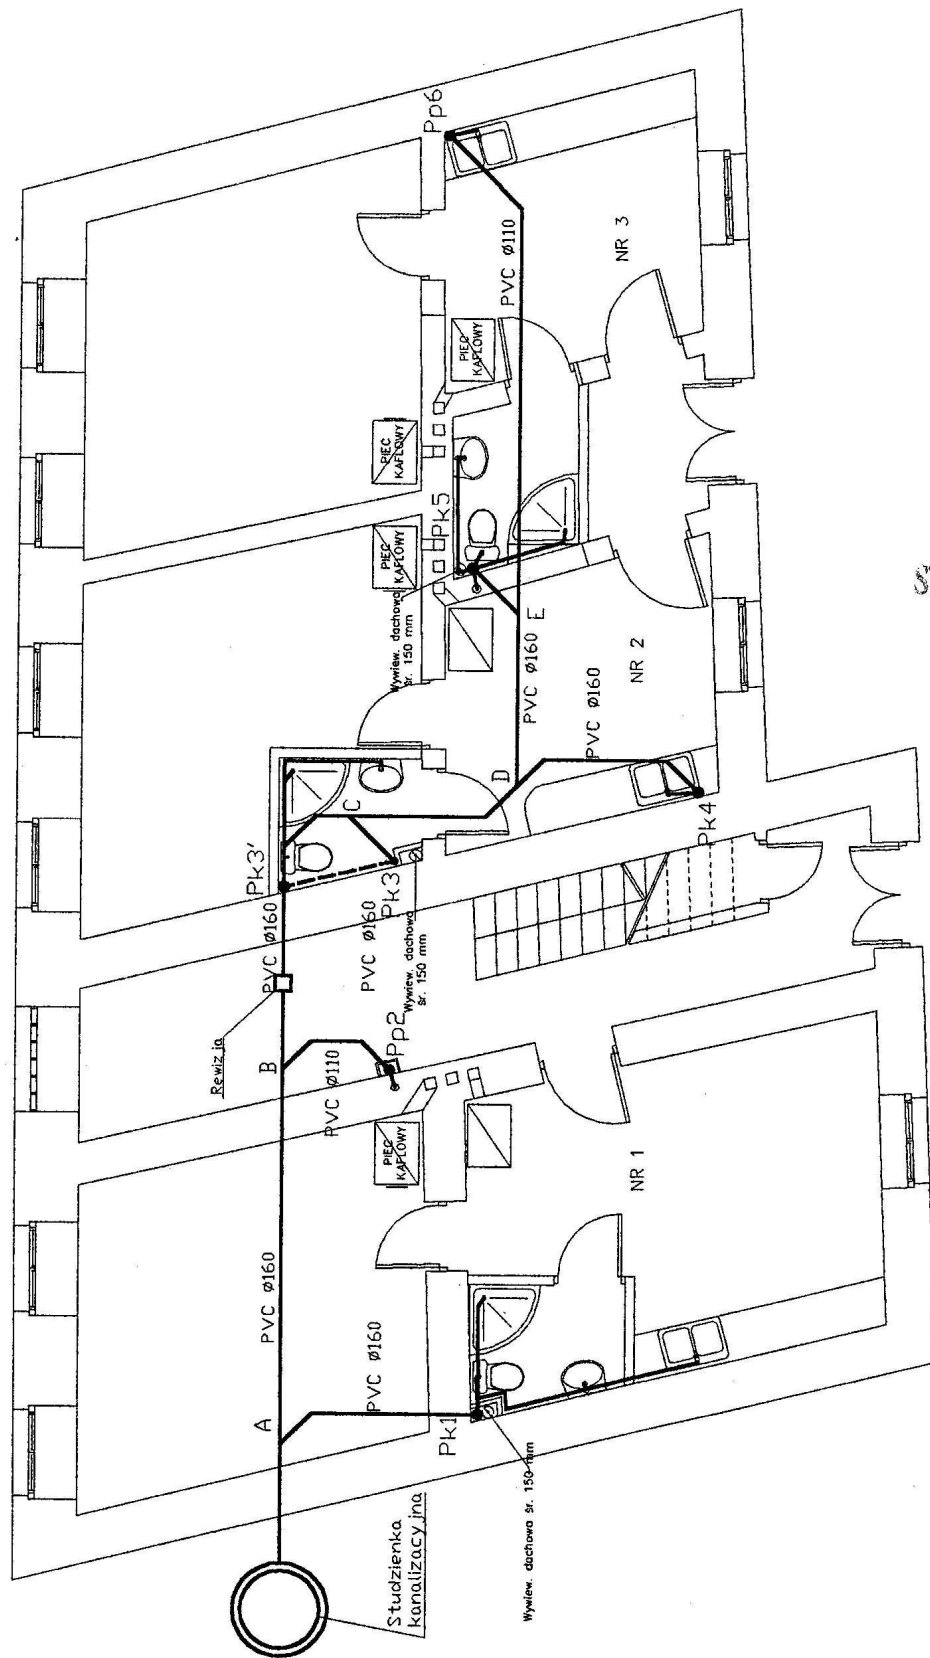 Pp6
PVC Ø110
NR 3
PIEC
KAFLOWY
PIEC
KAFLOWY
Pk5
PIEC
KAFLOWY
Wywiew. dachowa
śr. 150 mm
E
PVC Ø160
NR 2
PVC Ø160
D
C
Pk4
Pk3'
Pk3
PVC Ø160
PVC Ø160
Wywiew. dachowa
śr. 150 mm
Rewizja
B
Pp2
PVC Ø110
PIEC
KAFLOWY
NR 1
PVC Ø160
PVC Ø160
A
Pk1
Wywiew. dachowa śr. 150 mm
Studzienka
kanalizacyjna